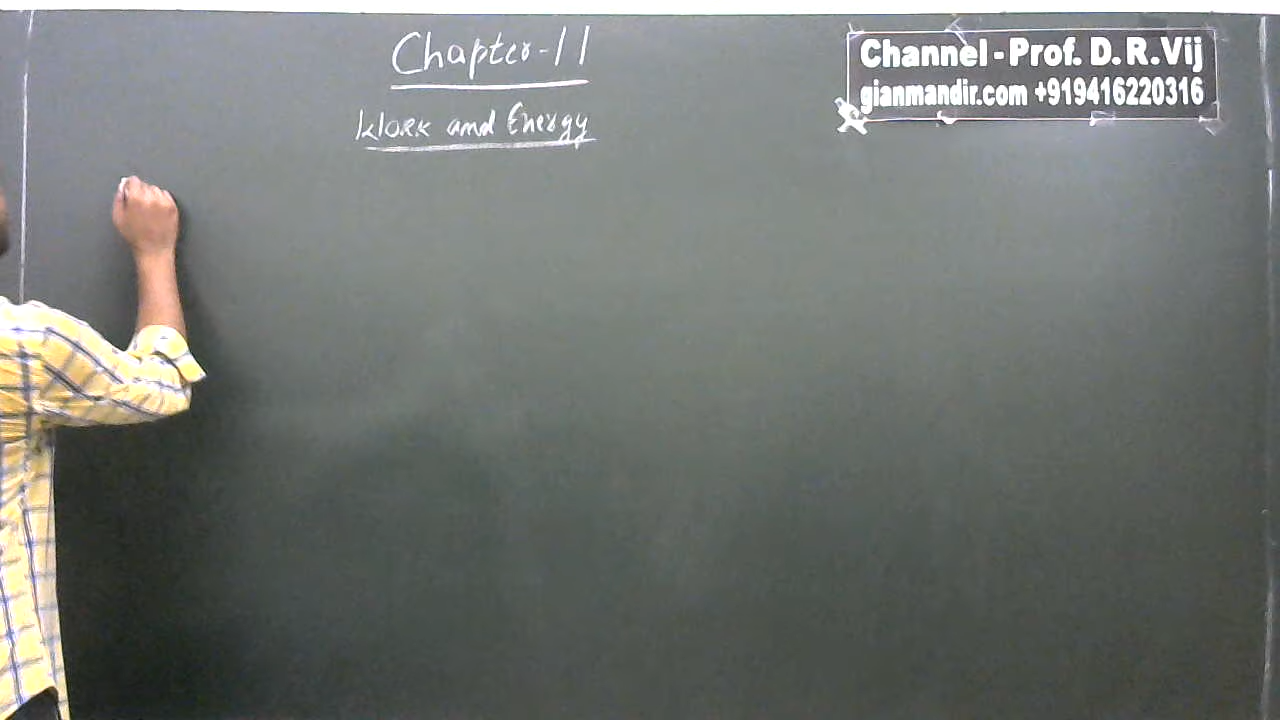 Chapter-11
Work and Energy
Channel - Prof. D. R. Vij
gianmandir.com +919416220316